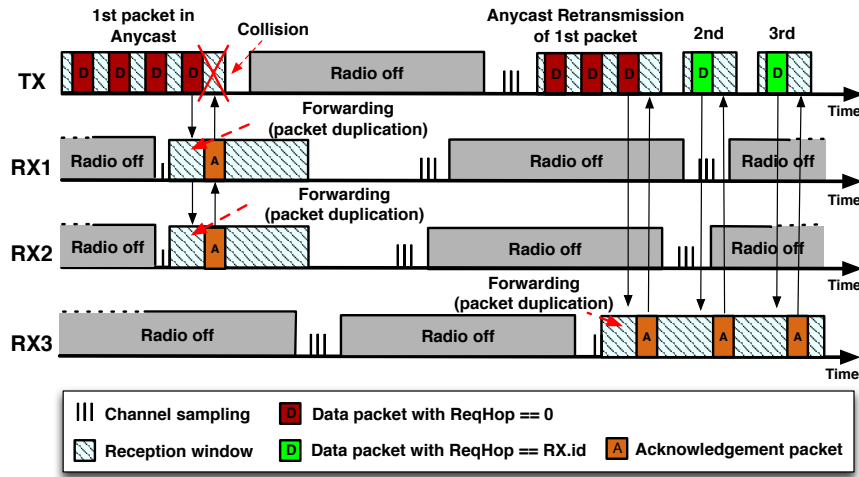 1st packet in
Anycast
Collision
Anycast Retransmission
of 1st packet
2nd
3rd
TX
D
D
D
D
Radio off
D
D
D
D
D
Time
Forwarding
(packet duplication)
RX1
Radio off
A
Radio off
Radio off
Time
Forwarding
(packet duplication)
RX2
Radio off
A
Radio off
Radio off
Time
Forwarding
(packet duplication)
RX3
Radio off
Radio off
A
A
A
Time
Channel sampling
D Data packet with ReqHop == 0
Reception window
D Data packet with ReqHop == RX.id
A Acknowledgement packet